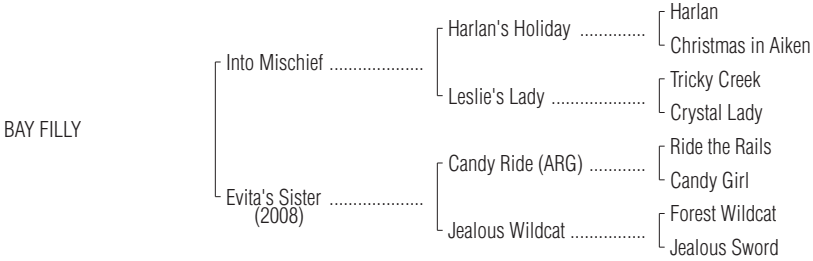 Harlan
Harlan's Holiday ..............
Christmas in Aiken
Into Mischief ....................
Tricky Creek
Leslie's Lady ....................
Crystal Lady
BAY FILLY
Ride the Rails
Candy Ride (ARG) ............
Candy Girl
Evita's Sister ....................
(2008)
Forest Wildcat
Jealous Wildcat ................
Jealous Sword